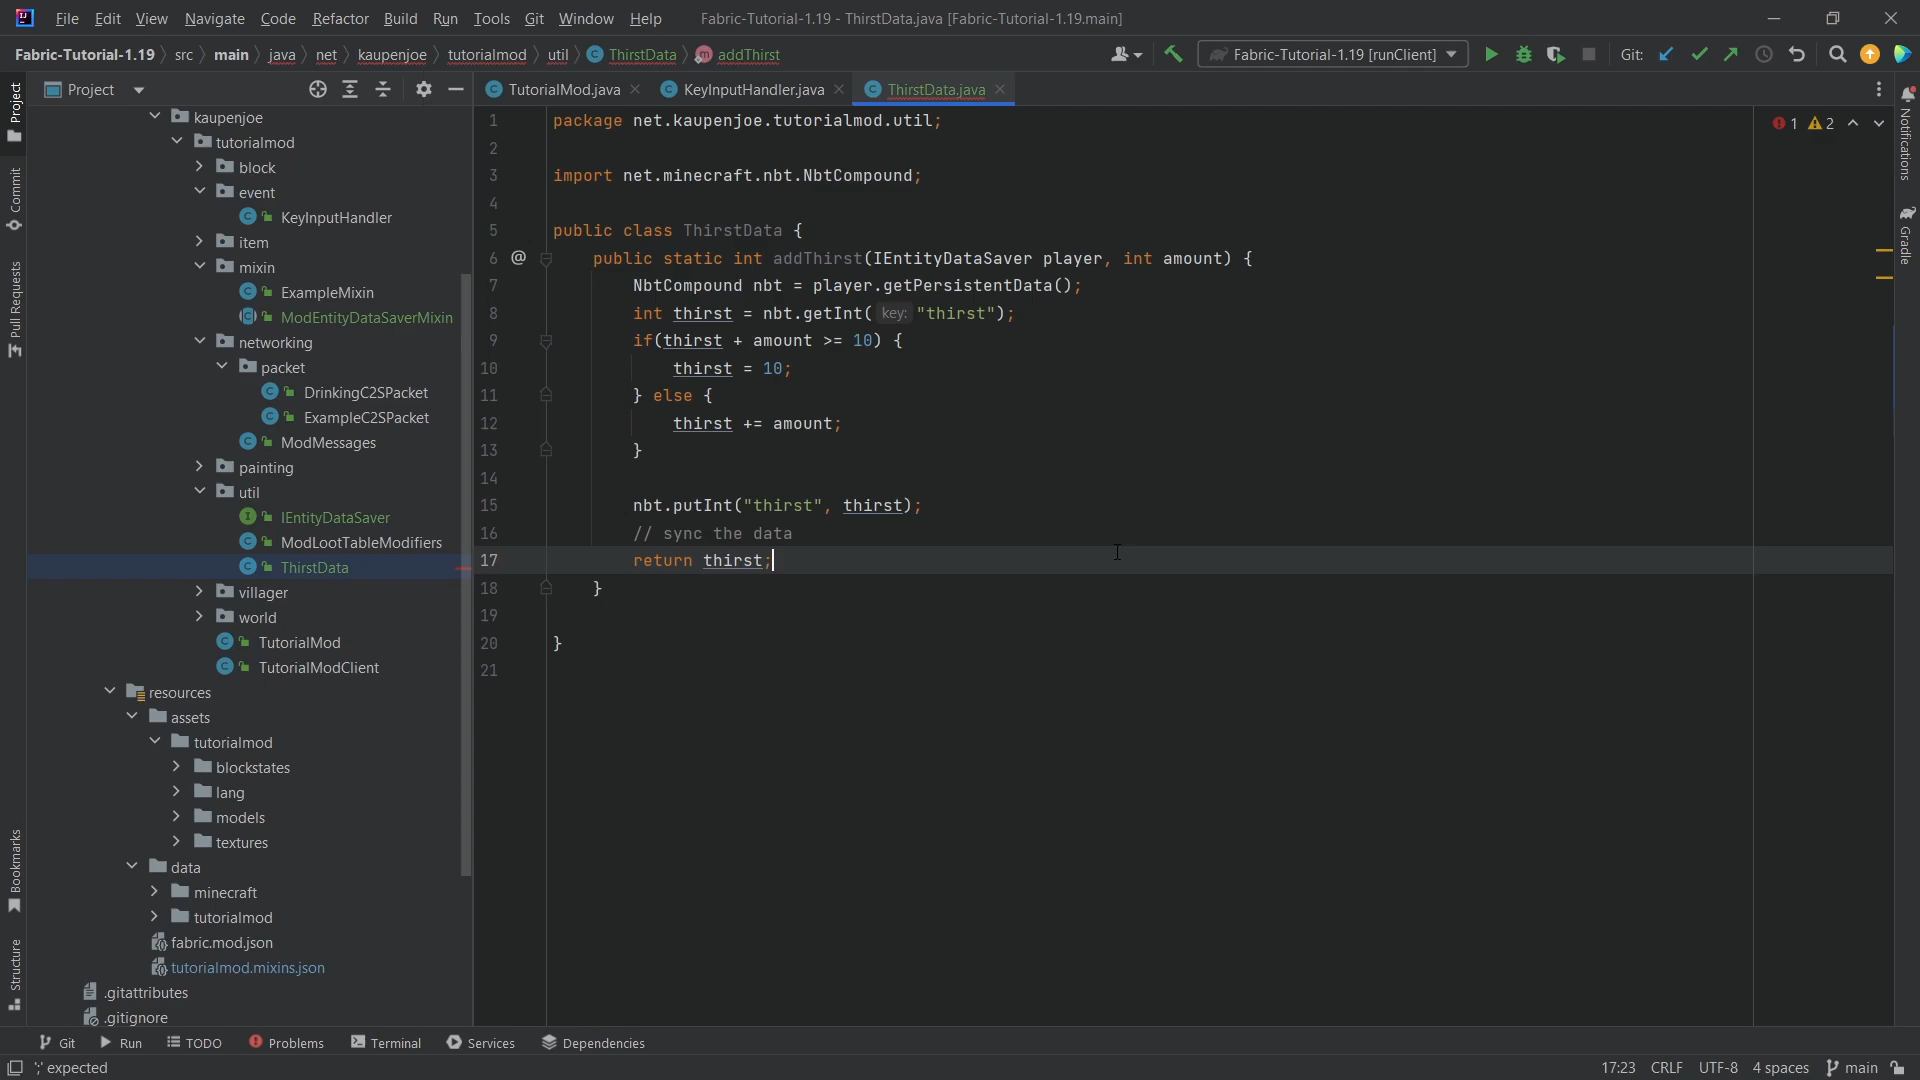 File Edit View Navigate Code Refactor Build Run Tools Git Window Help Fabric-Tutorial-1.19 - ThirstData.java [Fabric-Tutorial-1.19.main]
Fabric-Tutorial-1.19 src main java net kaupenjoe tutorialmod util ThirstData addThirst Fabric-Tutorial-1.19 [runClient] Git:
Project TutorialMod.java KeyInputHandler.java ThirstData.java
Project
Commit
Pull Requests
Bookmarks
Structure
kaupenjoe
tutorialmod
block
event
KeyInputHandler
item
mixin
ExampleMixin
ModEntityDataSaverMixin
networking
packet
DrinkingC2SPacket
ExampleC2SPacket
ModMessages
painting
util
IEntityDataSaver
ModLootTableModifiers
ThirstData
villager
world
TutorialMod
TutorialModClient
resources
assets
tutorialmod
blockstates
lang
models
textures
data
minecraft
tutorialmod
fabric.mod.json
tutorialmod.mixins.json
.gitattributes
.gitignore
1 package net.kaupenjoe.tutorialmod.util;
2
3 import net.minecraft.nbt.NbtCompound;
4
5 public class ThirstData {
6 @ public static int addThirst(IEntityDataSaver player, int amount) {
7 NbtCompound nbt = player.getPersistentData();
8 int thirst = nbt.getInt( key: "thirst");
9 if(thirst + amount >= 10) {
10 thirst = 10;
11 } else {
12 thirst += amount;
13 }
14
15 nbt.putInt("thirst", thirst);
16 // sync the data
17 return thirst;
18 }
19
20 }
21
1 2
Notifications
Gradle
Git Run TODO Problems Terminal Services Dependencies
';' expected 17:23 CRLF UTF-8 4 spaces main